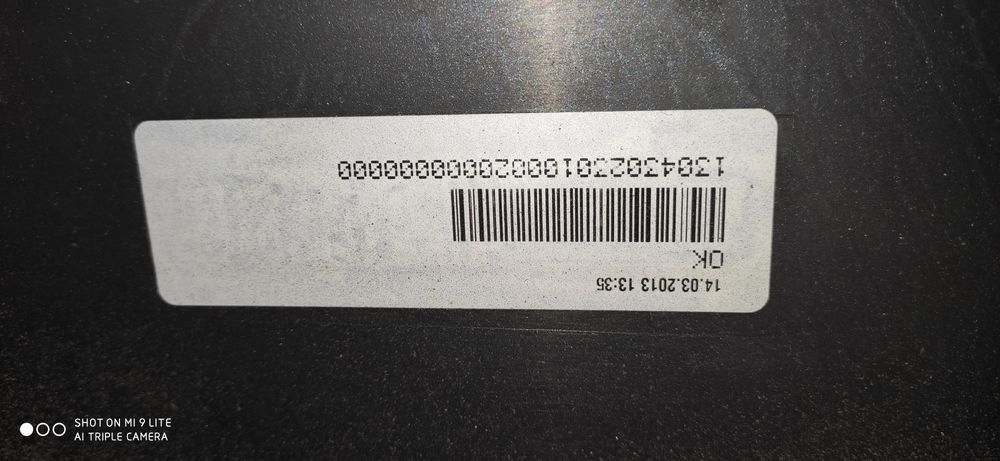 14.03.2013 13:35
OK
1304302301000200000000000
SHOT ON MI 9 LITE
AI TRIPLE CAMERA